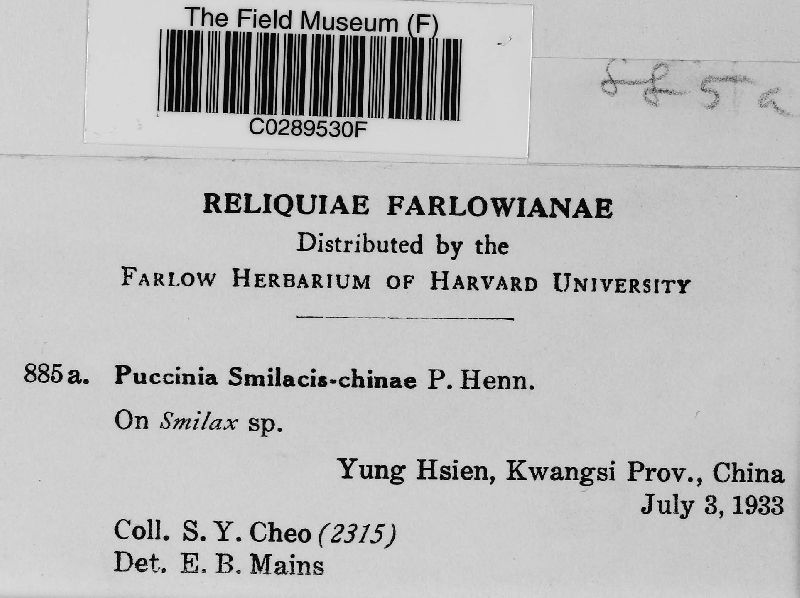 The Field Museum (F)
C0289530F
885a
RELIQUIAE FARLOWIANAE
Distributed by the
FARLOW HERBARIUM OF HARVARD UNIVERSITY
885a. Puccinia Smilacis-chinae P. Henn.
On Smilax sp.
Yung Hsien, Kwangsi Prov., China
July 3, 1933
Coll. S. Y. Cheo (2315)
Det. E. B. Mains